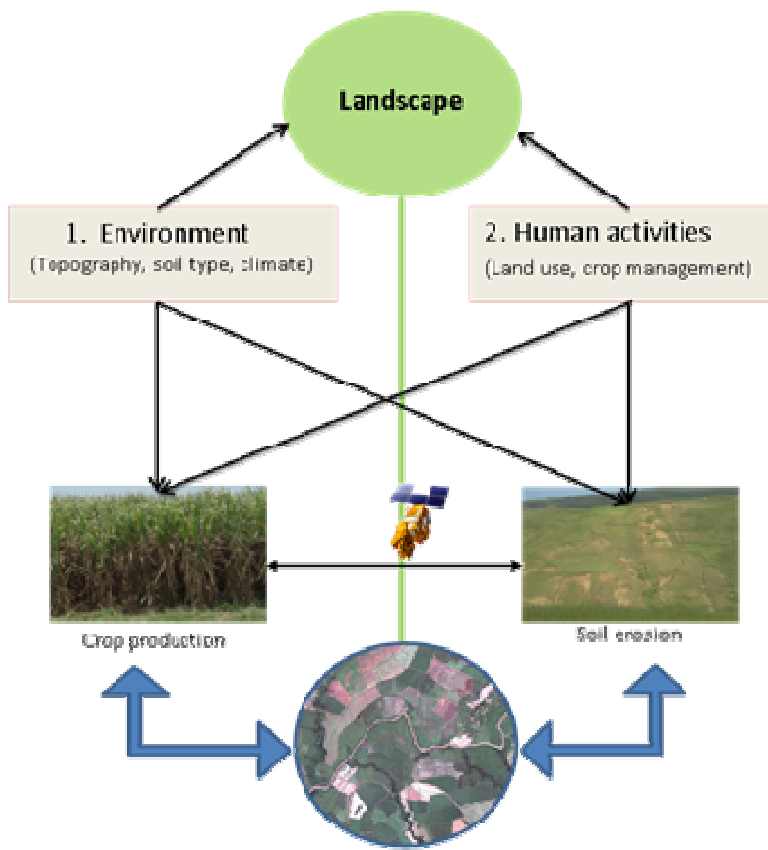 Landscape
1. Environment
(Topography, soil type, climate)
2. Human activities
(Land use, crop management)
Crop production
Soil erosion